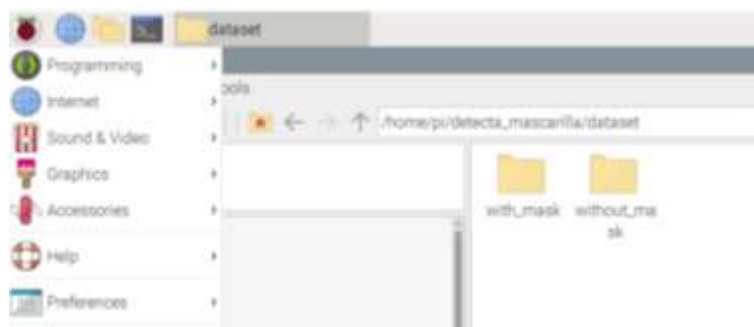 dataset
Programming
ools
Internet
/home/pi/detecta_mascarilla/dataset
Sound & Video
Graphics
with_mask
without_ma
sk
Accessories
Help
Preferences